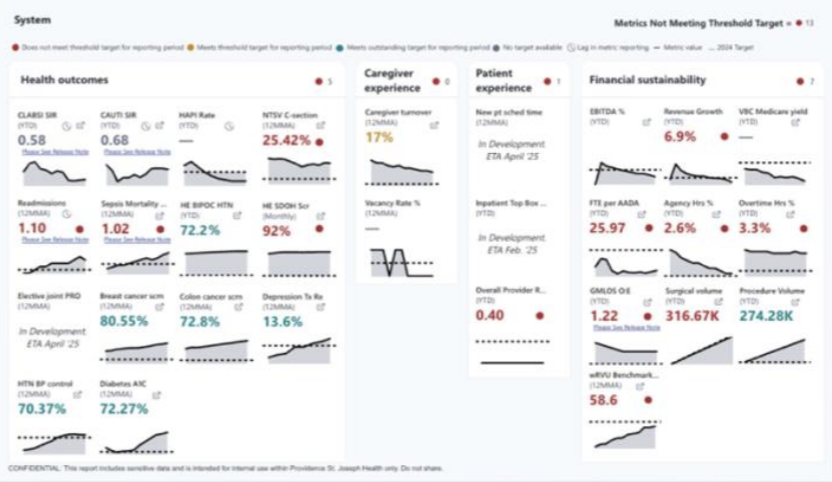 System
Metrics Not Meeting Threshold Target = 13
Does not meet threshold target for reporting period
Meets threshold target for reporting period
Meets outstanding target for reporting period
No target available
Lag in metric reporting
Metric value
2024 Target
Health outcomes
5
CLABSI SIR
(YTD)
0.58
Please See Release Note
CAUTI SIR
(YTD)
0.68
Please See Release Note
HAPI Rate
(YTD)
—
NTSV C-section
(12MMA)
25.42%
Readmissions
(12MMA)
1.10
Please See Release Note
Sepsis Mortality ...
(12MMA)
1.02
Please See Release Note
HE BIPOC HTN
(YTD)
72.2%
HE SDOH Scr
(Monthly)
92%
Elective joint PRO
(12MMA)
In Development
ETA April '25
Breast cancer scrn
(12MMA)
80.55%
Colon cancer scrn
(12MMA)
72.8%
Depression Tx Ra
(12MMA)
13.6%
HTN BP control
(12MMA)
70.37%
Diabetes A1C
(12MMA)
72.27%
Caregiver
experience
0
Caregiver turnover
(12MMA)
17%
Vacancy Rate %
(12MMA)
—
Patient
experience
1
New pt sched time
(12MMA)
In Development
ETA April '25
Inpatient Top Box ...
(YTD)
In Development
ETA Feb. '25
Overall Provider R...
(YTD)
0.40
Financial sustainability
7
EBITDA %
(YTD)
Revenue Growth
(YTD)
6.9%
VBC Medicare yield
(YTD)
—
FTE per AADA
(YTD)
25.97
Agency Hrs %
(YTD)
2.6%
Overtime Hrs %
(YTD)
3.3%
GMLOS O:E
(YTD)
1.22
Please See Release Note
Surgical volume
(YTD)
316.67K
Procedure Volume
(YTD)
274.28K
wRVU Benchmark...
(12MMA)
58.6
CONFIDENTIAL: This report includes sensitive data and is intended for internal use within Providence St. Joseph Health only. Do not share.